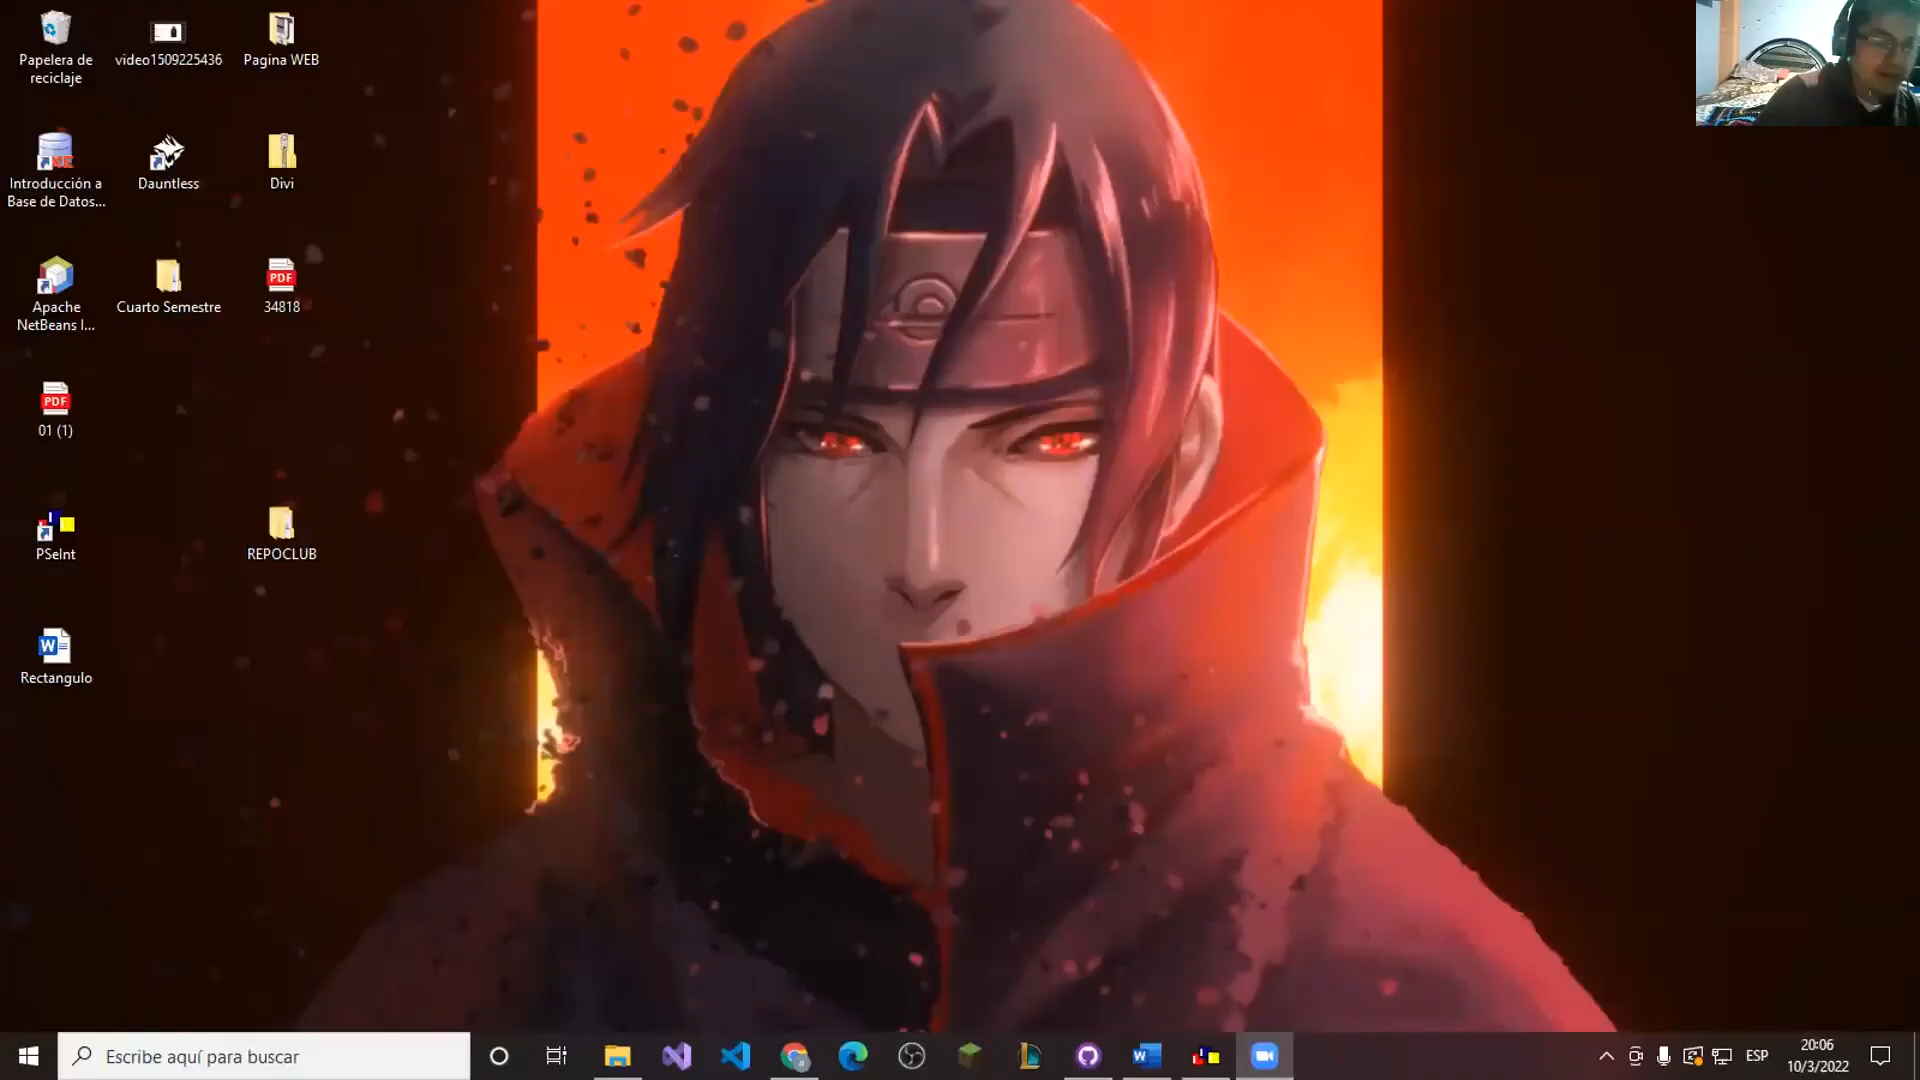 Papelera de
reciclaje
video1509225436
Pagina WEB
Introducción a
Base de Datos...
Dauntless
Divi
Apache
NetBeans I...
Cuarto Semestre
PDF
34818
PDF
01 (1)
PSeInt
REPOCLUB
W
Rectangulo
Escribe aquí para buscar
W
ESP
20:06
10/3/2022